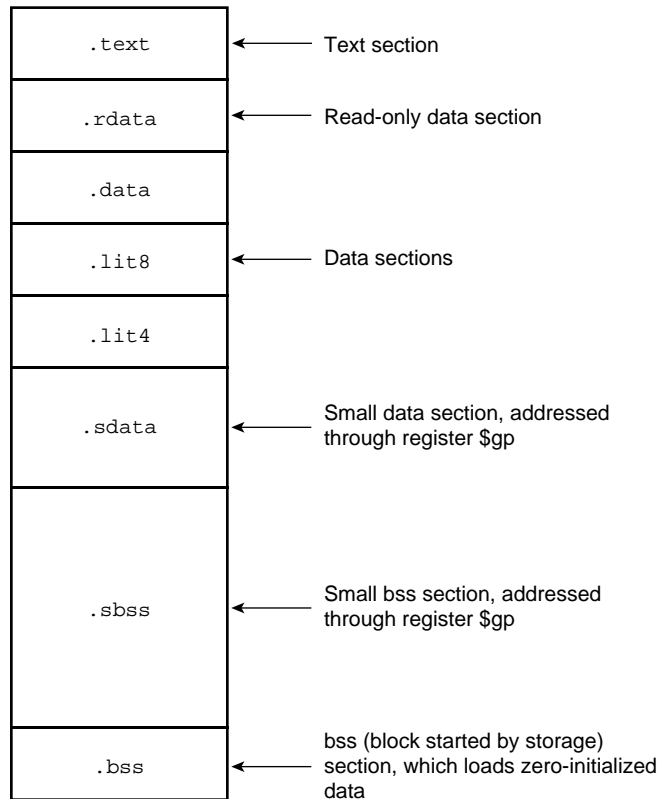 .text
Text section
.rdata
Read-only data section
.data
.lit8
Data sections
.lit4
.sdata
Small data section, addressed
through register $gp
.sbss
Small bss section, addressed
through register $gp
.bss
bss (block started by storage)
section, which loads zero-initialized
data